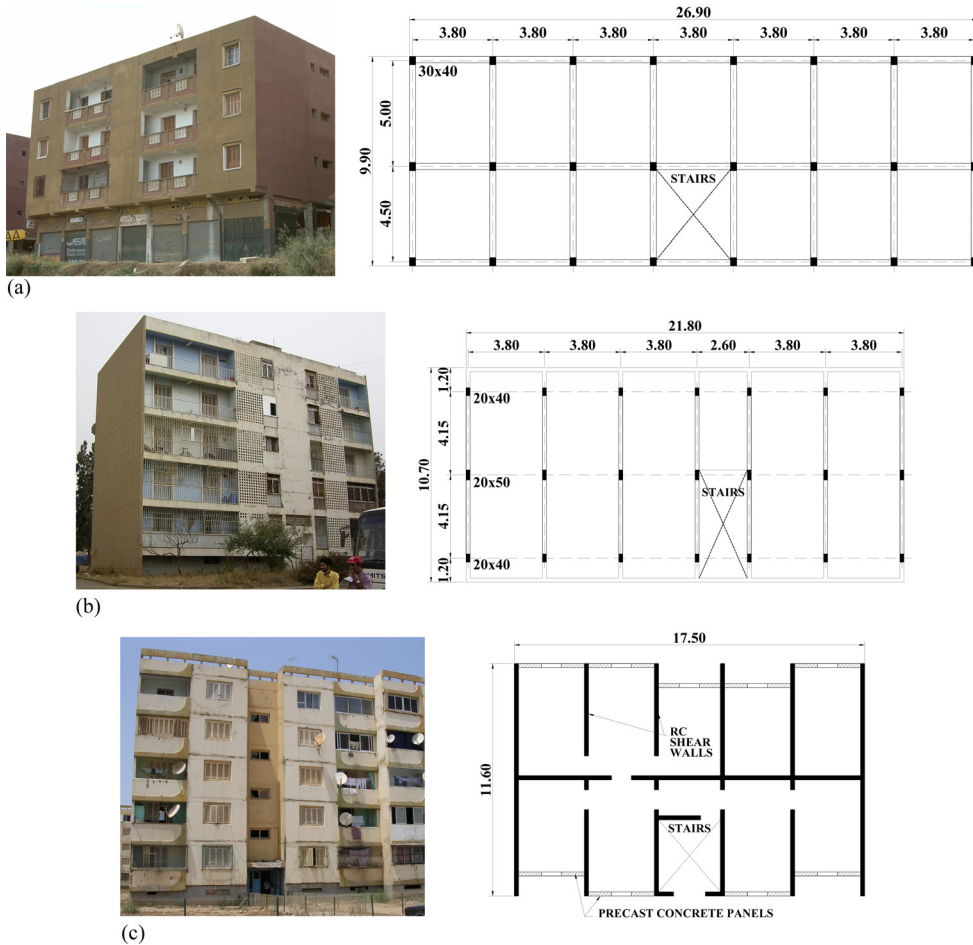 26.90
3.80 3.80 3.80 3.80 3.80 3.80 3.80
30x40
9.90
5.00
4.50
STAIRS
(a)
21.80
3.80 3.80 3.80 2.60 3.80 3.80
10.70
1.20
4.15
4.15
1.20
20x40
20x50
20x40
STAIRS
MITS
(b)
17.50
11.60
RC
SHEAR
WALLS
STAIRS
PRECAST CONCRETE PANELS
(c)